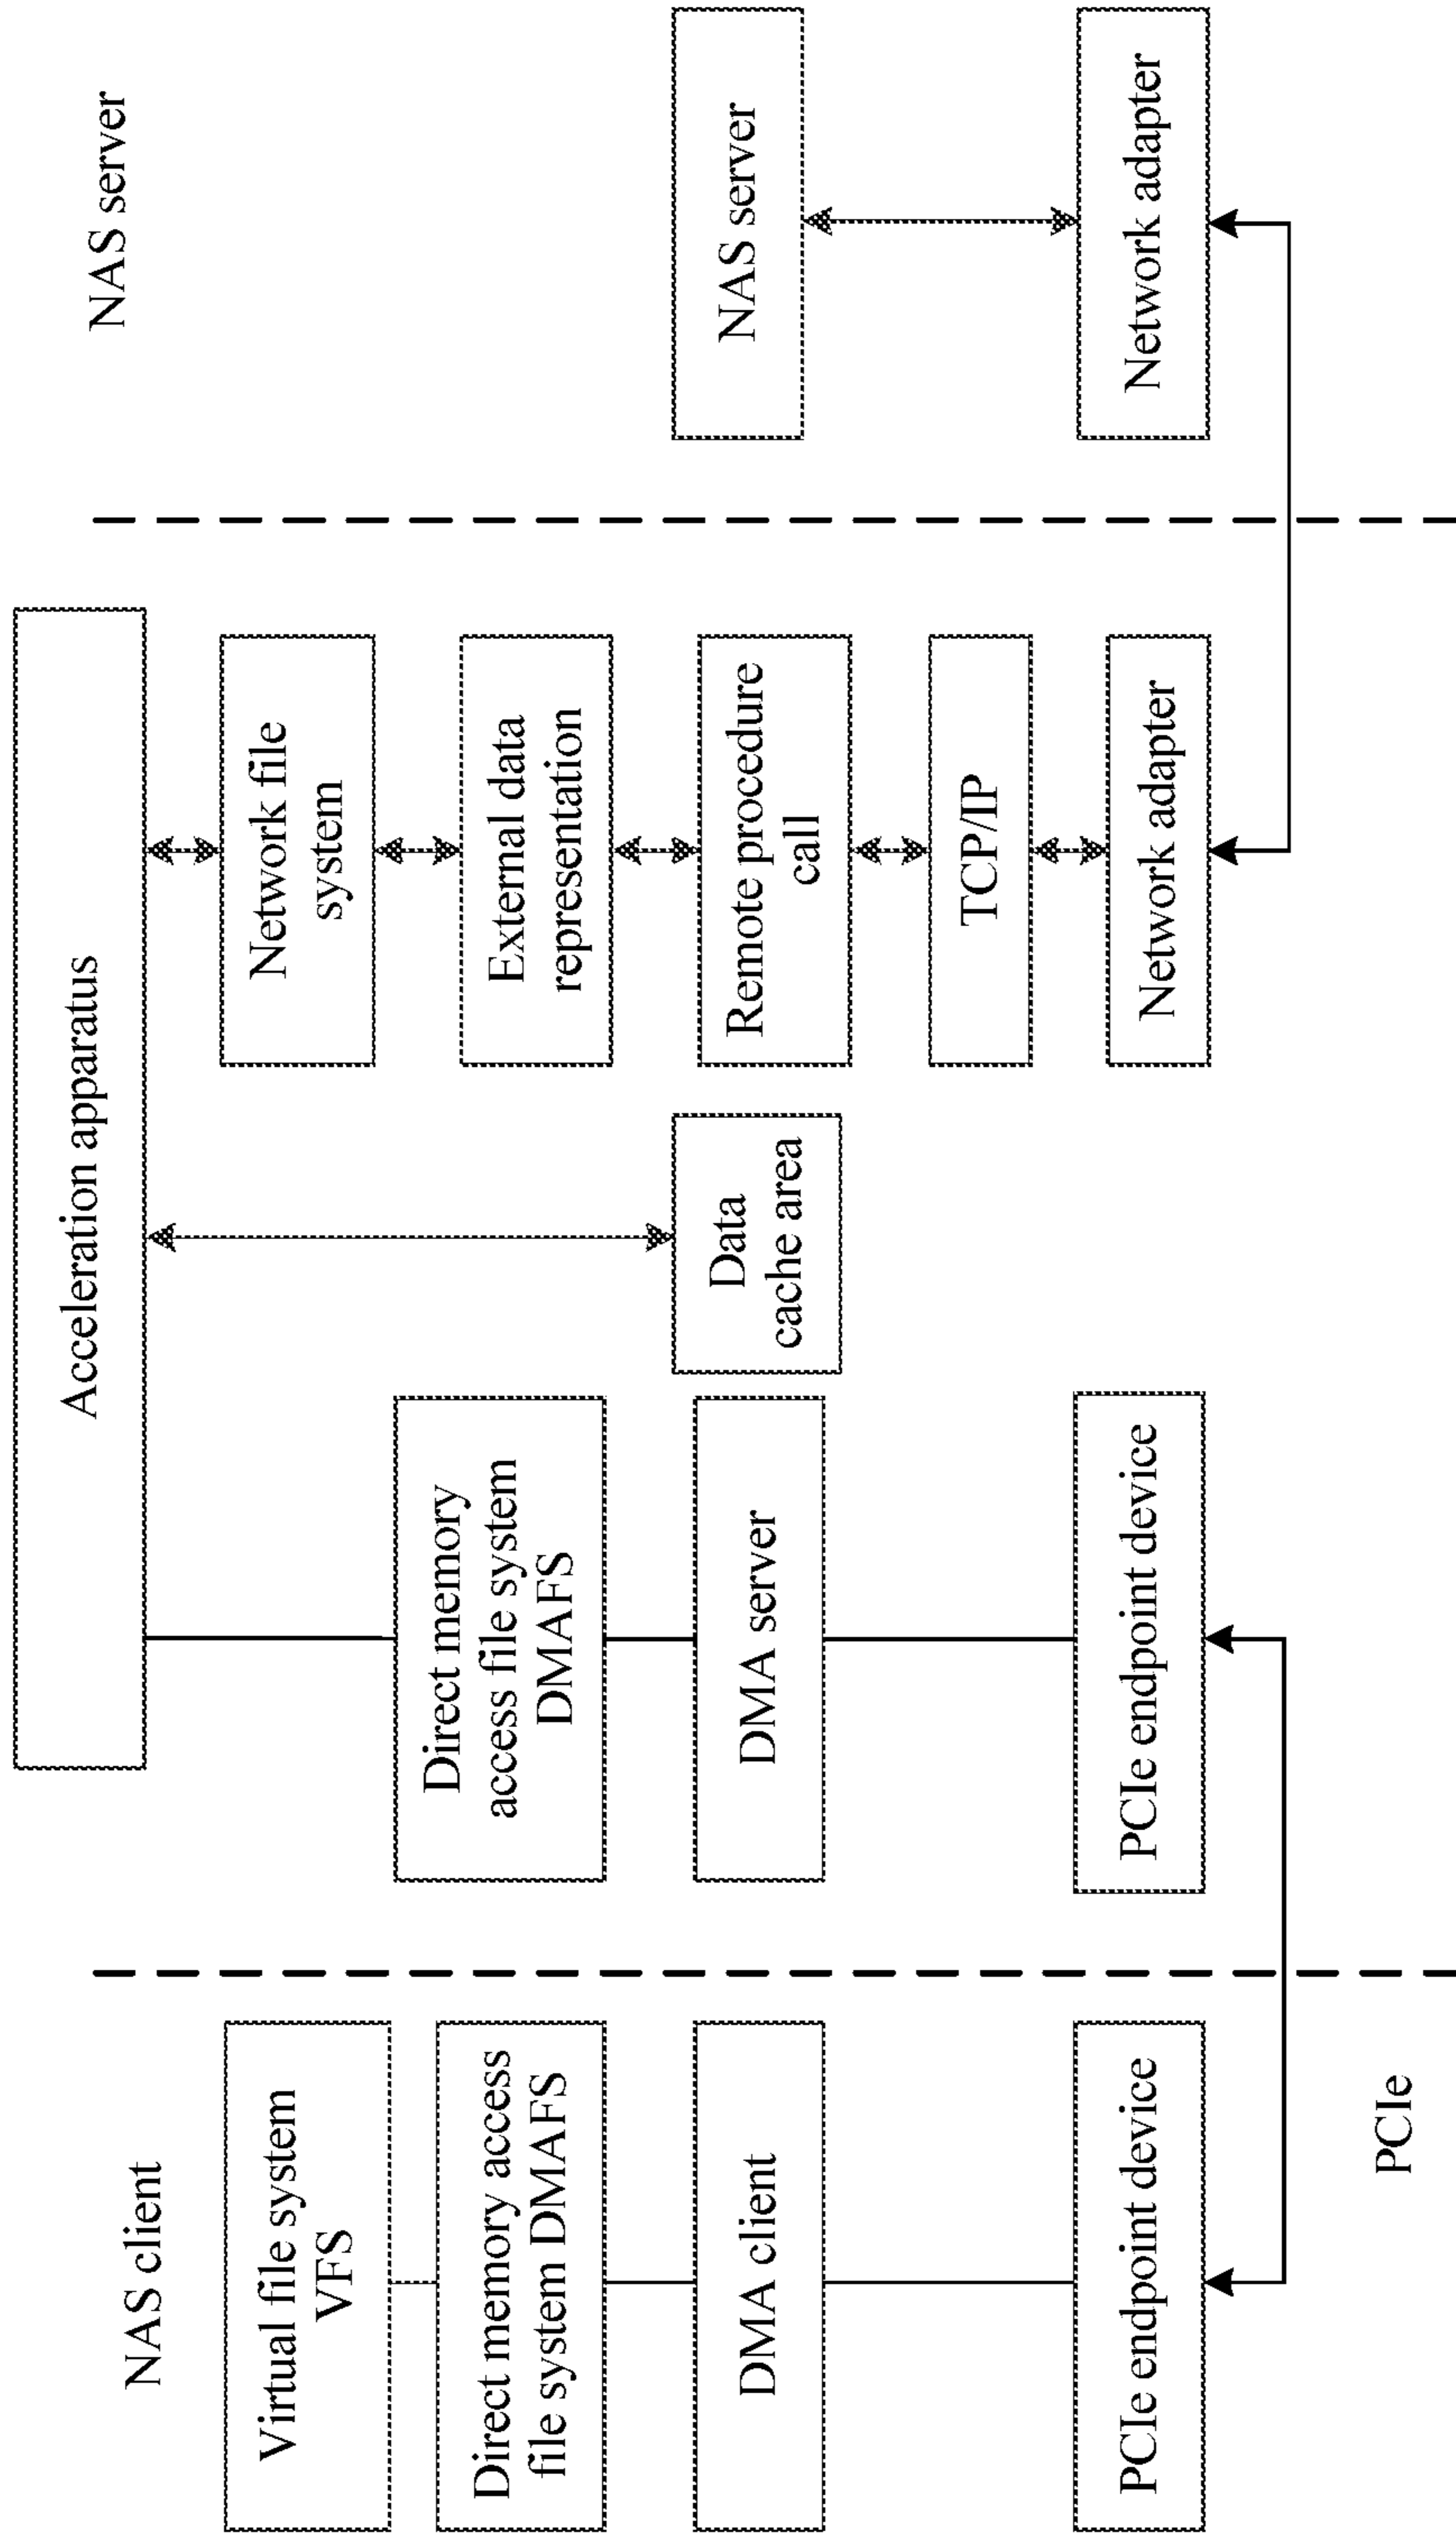 NAS client
Virtual file system
VFS
Direct memory access
file system DMAFS
DMA client
PCIe endpoint device
PCIe
Acceleration apparatus
Direct memory
access file system
DMAFS
DMA server
PCIe endpoint device
Data
cache area
Network file
system
External data
representation
Remote procedure
call
TCP/IP
Network adapter
NAS server
NAS server
Network adapter